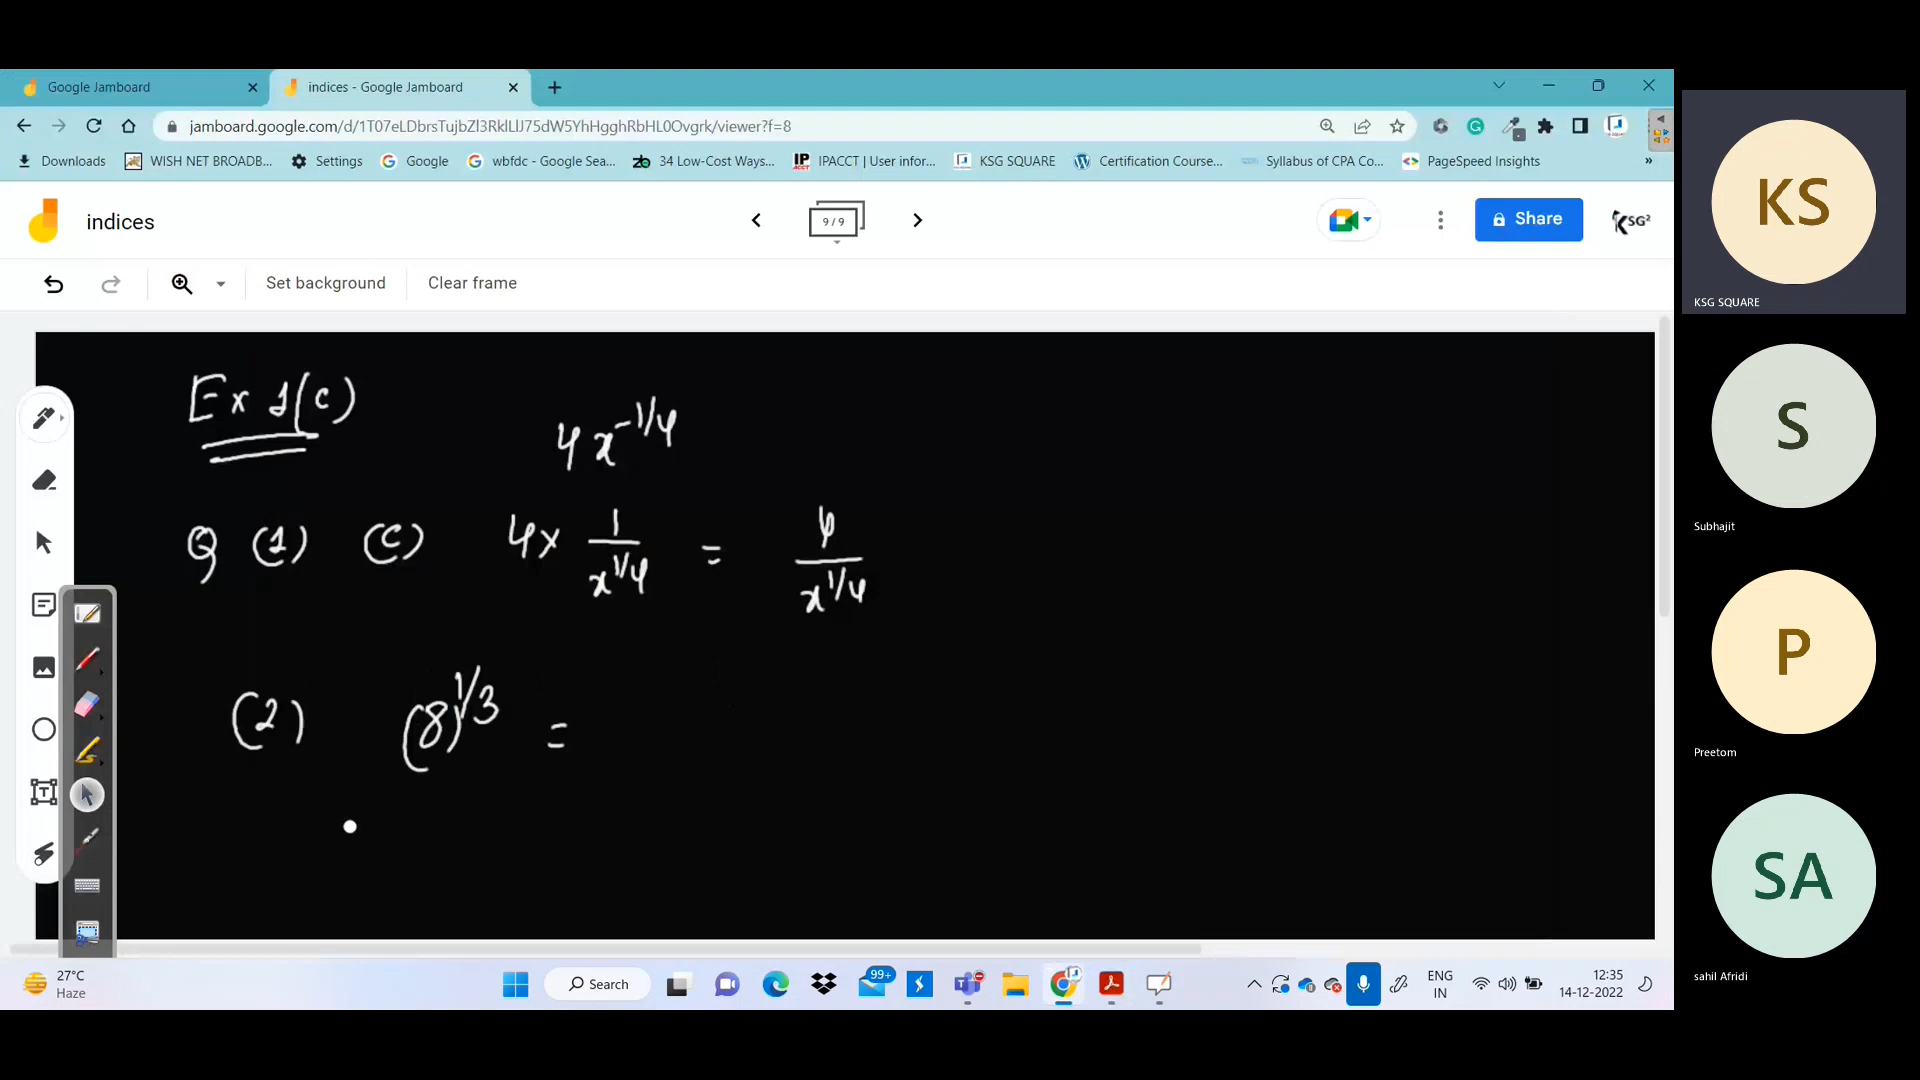 Google Jamboard
indices - Google Jamboard
jamboard.google.com/d/1T07eLDbrsTujbZl3RklLlJ75dW5YhHgghRbHL0Ovgrk/viewer?f=8
Downloads WISH NET BROADB... Settings Google wbfdc - Google Sea... 34 Low-Cost Ways... IPACCT | User infor... KSG SQUARE Certification Course... Syllabus of CPA Co... PageSpeed Insights »
indices 9 / 9 Share KSG²
Set background Clear frame
Ex 1(c)
4x^-1/4
Q (1) (c) 4 × 1/x^1/4 = 4/x^1/4
(2) (8)^1/3 =
KS
KSG SQUARE
S
Subhajit
P
Preetom
SA
sahil Afridi
27°C
Haze
Search
99+
ENG
IN
12:35
14-12-2022